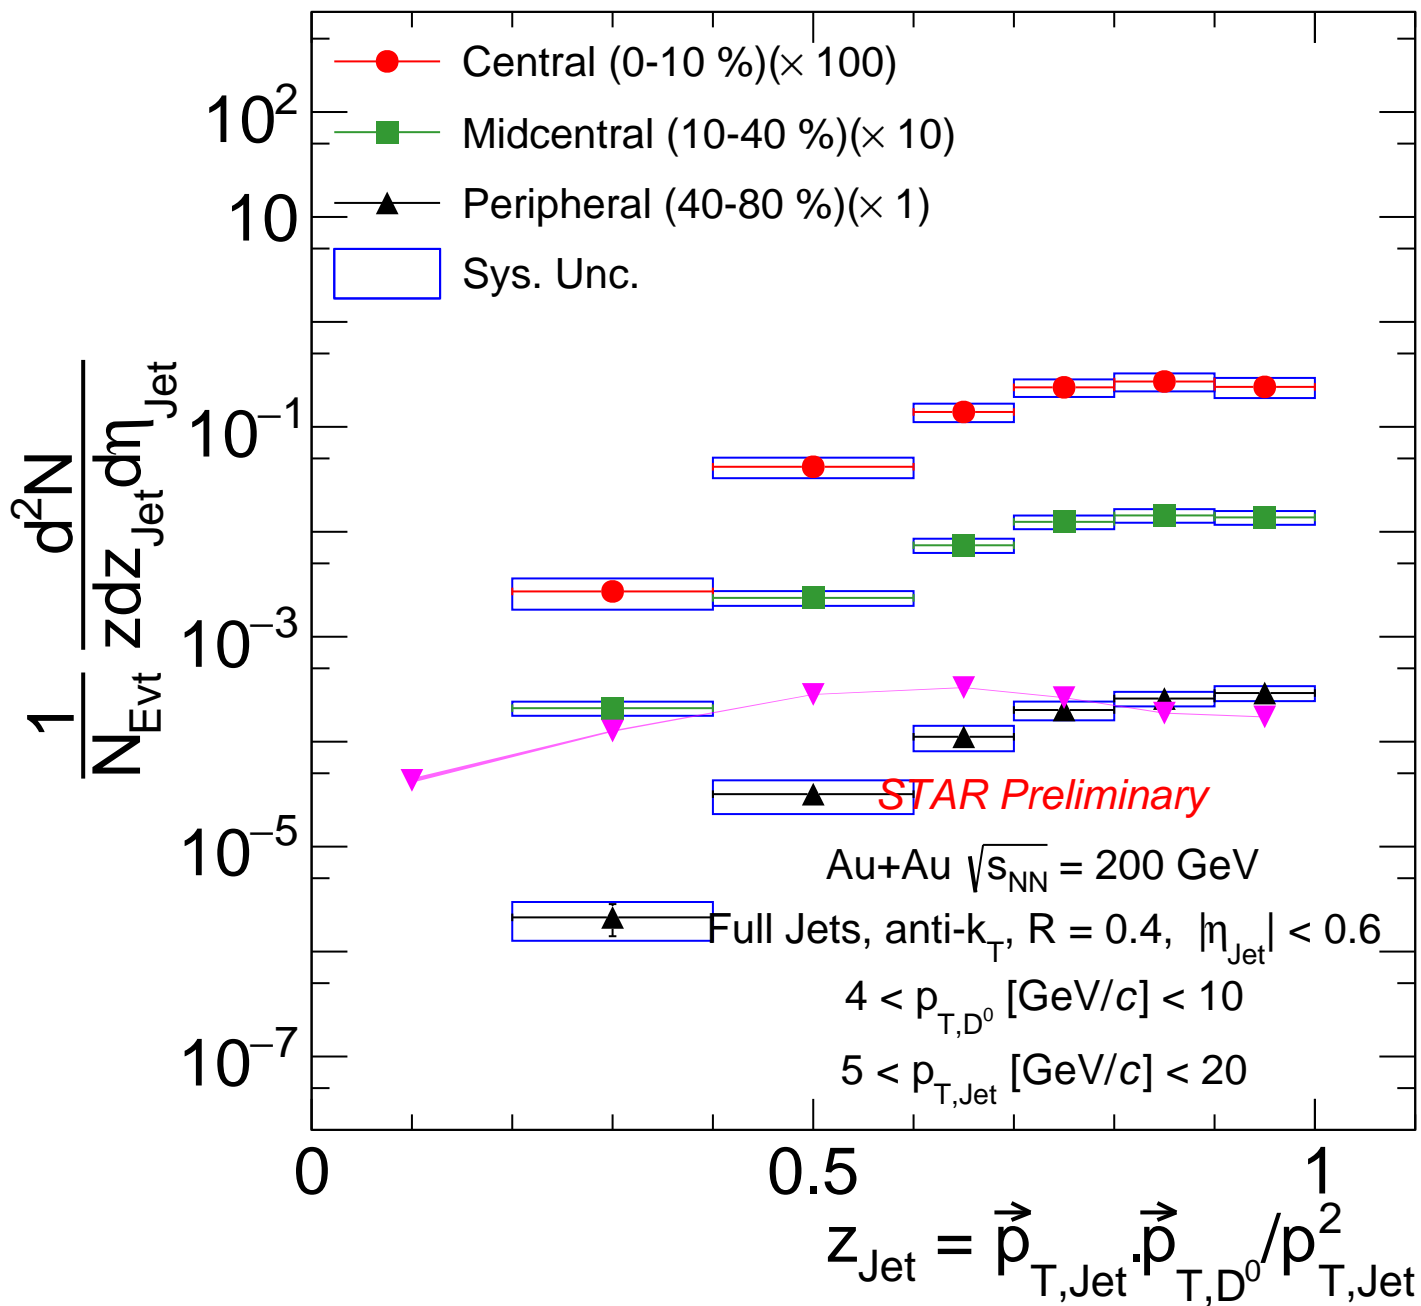 Central (0-10 %)(× 100)
Midcentral (10-40 %)(× 10)
Peripheral (40-80 %)(× 1)
Sys. Unc.
10²
10
10⁻¹
10⁻³
10⁻⁵
10⁻⁷
1/N_Evt d²N/zdz_Jet dη_Jet
STAR Preliminary
Au+Au √s_NN = 200 GeV
Full Jets, anti-k_T, R = 0.4, |η_Jet| < 0.6
4 < p_T,D⁰ [GeV/c] < 10
5 < p_T,Jet [GeV/c] < 20
0 0.5 1
z_Jet = p⃗_T,Jet.p⃗_T,D⁰/p²_T,Jet